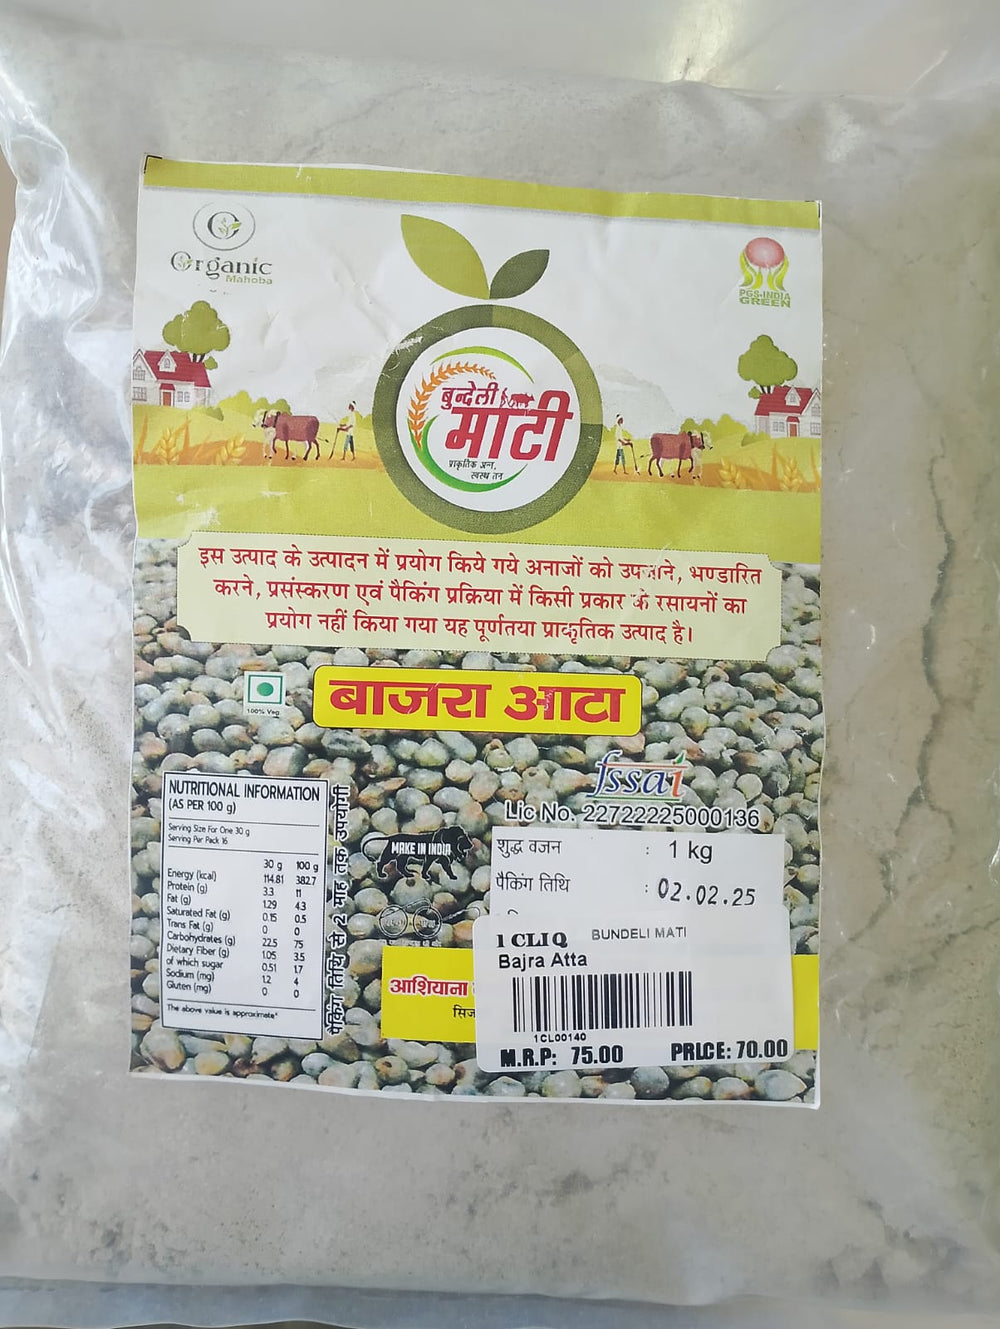 Organic
Mahoba
PGS-INDIA
GREEN
बुन्देली
माटी
प्राकृतिक अन्न,
स्वस्थ तन
इस उत्पाद के उत्पादन में प्रयोग किये गये अनाजों को उपजाने, भण्डारित
करने, प्रसंस्करण एवं पैकिंग प्रक्रिया में किसी प्रकार के रसायनों का
प्रयोग नहीं किया गया यह पूर्णतया प्राकृतिक उत्पाद है।
100% Veg
बाजरा आटा
fssai
Lic No. 22722225000136
NUTRITIONAL INFORMATION
(AS PER 100 g)
Serving Size For One 30 g
Serving Per Pack 16
30 g 100 g
Energy (kcal) 114.81 382.7
Protein (g) 3.3 11
Fat (g) 1.29 4.3
Saturated Fat (g) 0.15 0.5
Trans Fat (g) 0 0
Carbohydrates (g) 22.5 75
Dietary Fiber (g) 1.05 3.5
of which sugar 0.51 1.7
Sodium (mg) 1.2 4
Gluten (mg) 0 0
The above value is approximate*
पैकिंग तिथि से 2 माह तक उपयोगी
MAKE IN INDIA
शुद्ध वजन : 1 kg
पैकिंग तिथि : 02.02.25
1 CLIQ BUNDELI MATI
Bajra Atta
1CL00140
M.R.P: 75.00 PRLCE: 70.00
आशियाना
सिज